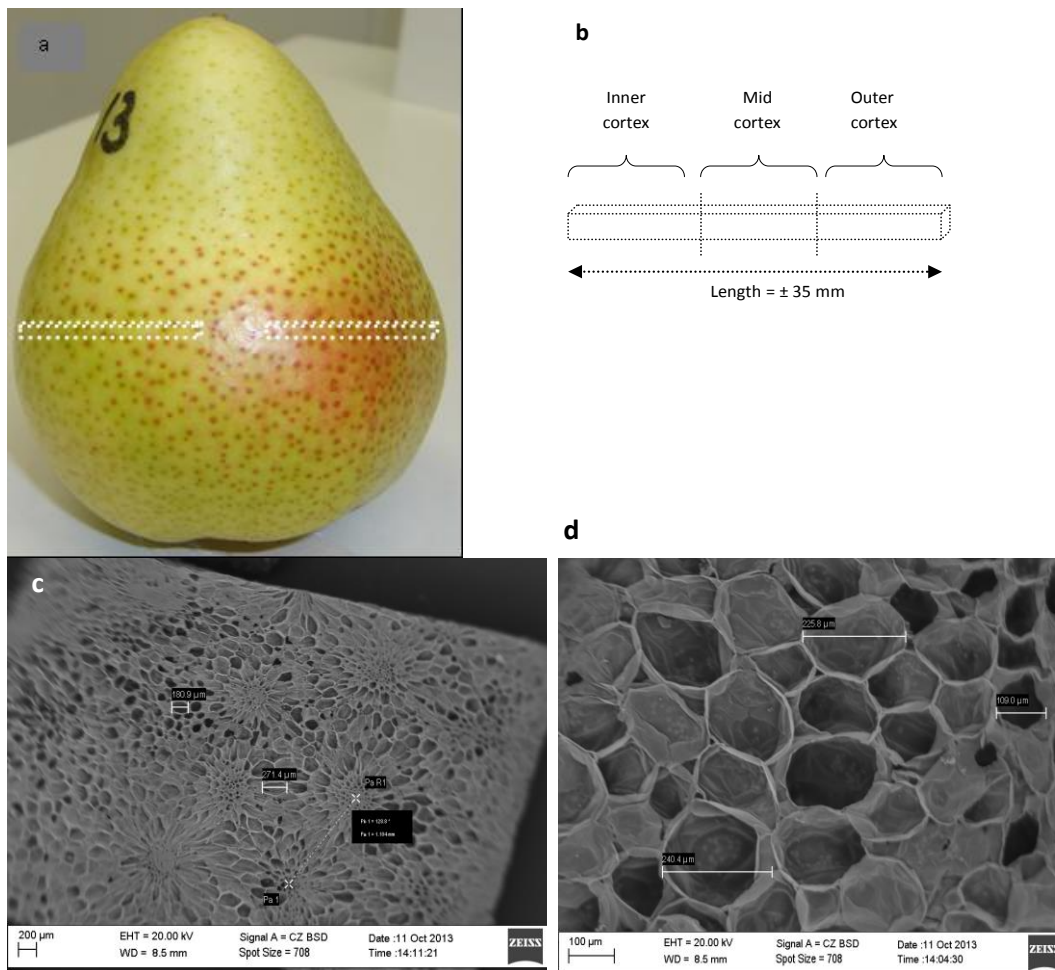 a
13
b
Inner cortex
Mid cortex
Outer cortex
Length = ± 35 mm
c
180.9 µm
271.4 µm
Pa R1
Pa 1
200 µm
EHT = 20.00 kV
Signal A = CZ BSD
Date :11 Oct 2013
WD = 8.5 mm
Spot Size = 708
Time :14:11:21
ZEISS
d
225.8 µm
109.0 µm
240.4 µm
100 µm
EHT = 20.00 kV
Signal A = CZ BSD
Date :11 Oct 2013
WD = 8.5 mm
Spot Size = 708
Time :14:04:30
ZEISS